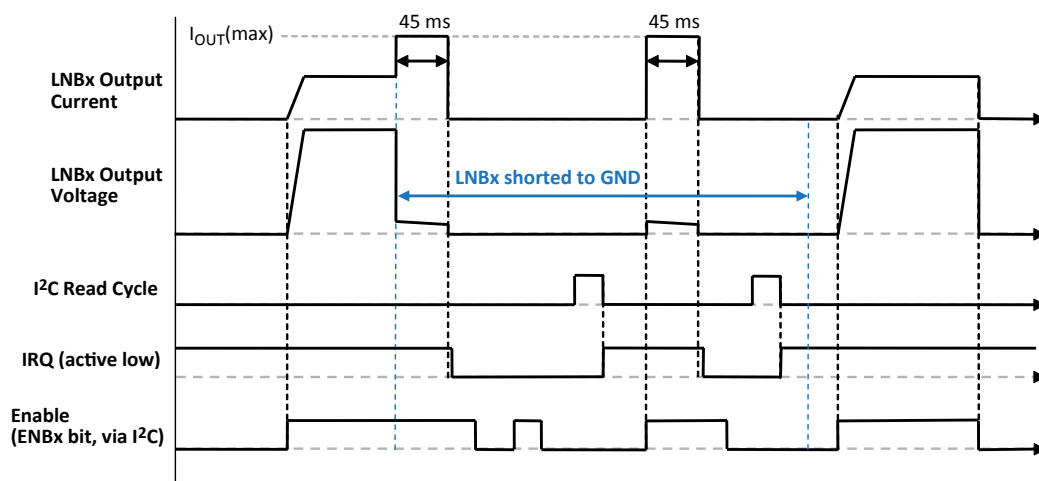 45 ms
45 ms
IOUT(max)
LNBx Output
Current
LNBx Output
Voltage
LNBx shorted to GND
I²C Read Cycle
IRQ (active low)
Enable
(ENBx bit, via I²C)